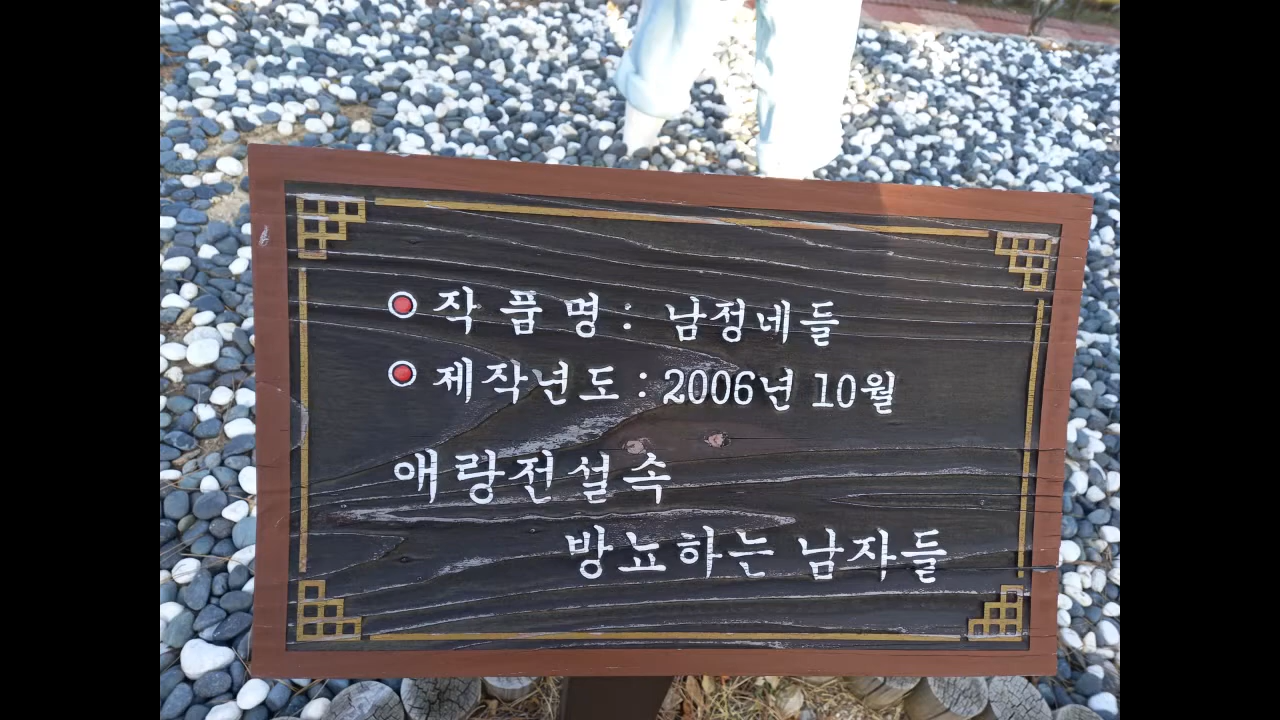 작품명 : 남정네들
제작년도 : 2006년 10월
애랑전설속
방뇨하는 남자들